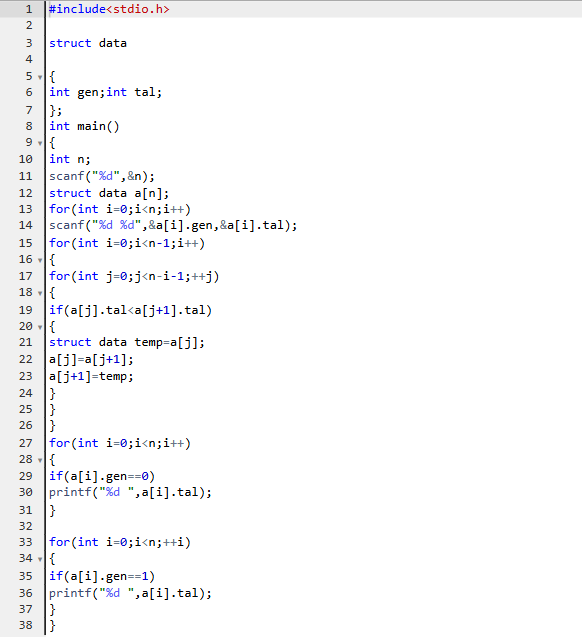 1 #include<stdio.h>
2
3 struct data
4
5 {
6 int gen;int tal;
7 };
8 int main()
9 {
10 int n;
11 scanf("%d",&n);
12 struct data a[n];
13 for(int i=0;i<n;i++)
14 scanf("%d %d",&a[i].gen,&a[i].tal);
15 for(int i=0;i<n-1;i++)
16 {
17 for(int j=0;j<n-i-1;++j)
18 {
19 if(a[j].tal<a[j+1].tal)
20 {
21 struct data temp=a[j];
22 a[j]=a[j+1];
23 a[j+1]=temp;
24 }
25 }
26 }
27 for(int i=0;i<n;i++)
28 {
29 if(a[i].gen==0)
30 printf("%d ",a[i].tal);
31 }
32
33 for(int i=0;i<n;++i)
34 {
35 if(a[i].gen==1)
36 printf("%d ",a[i].tal);
37 }
38 }